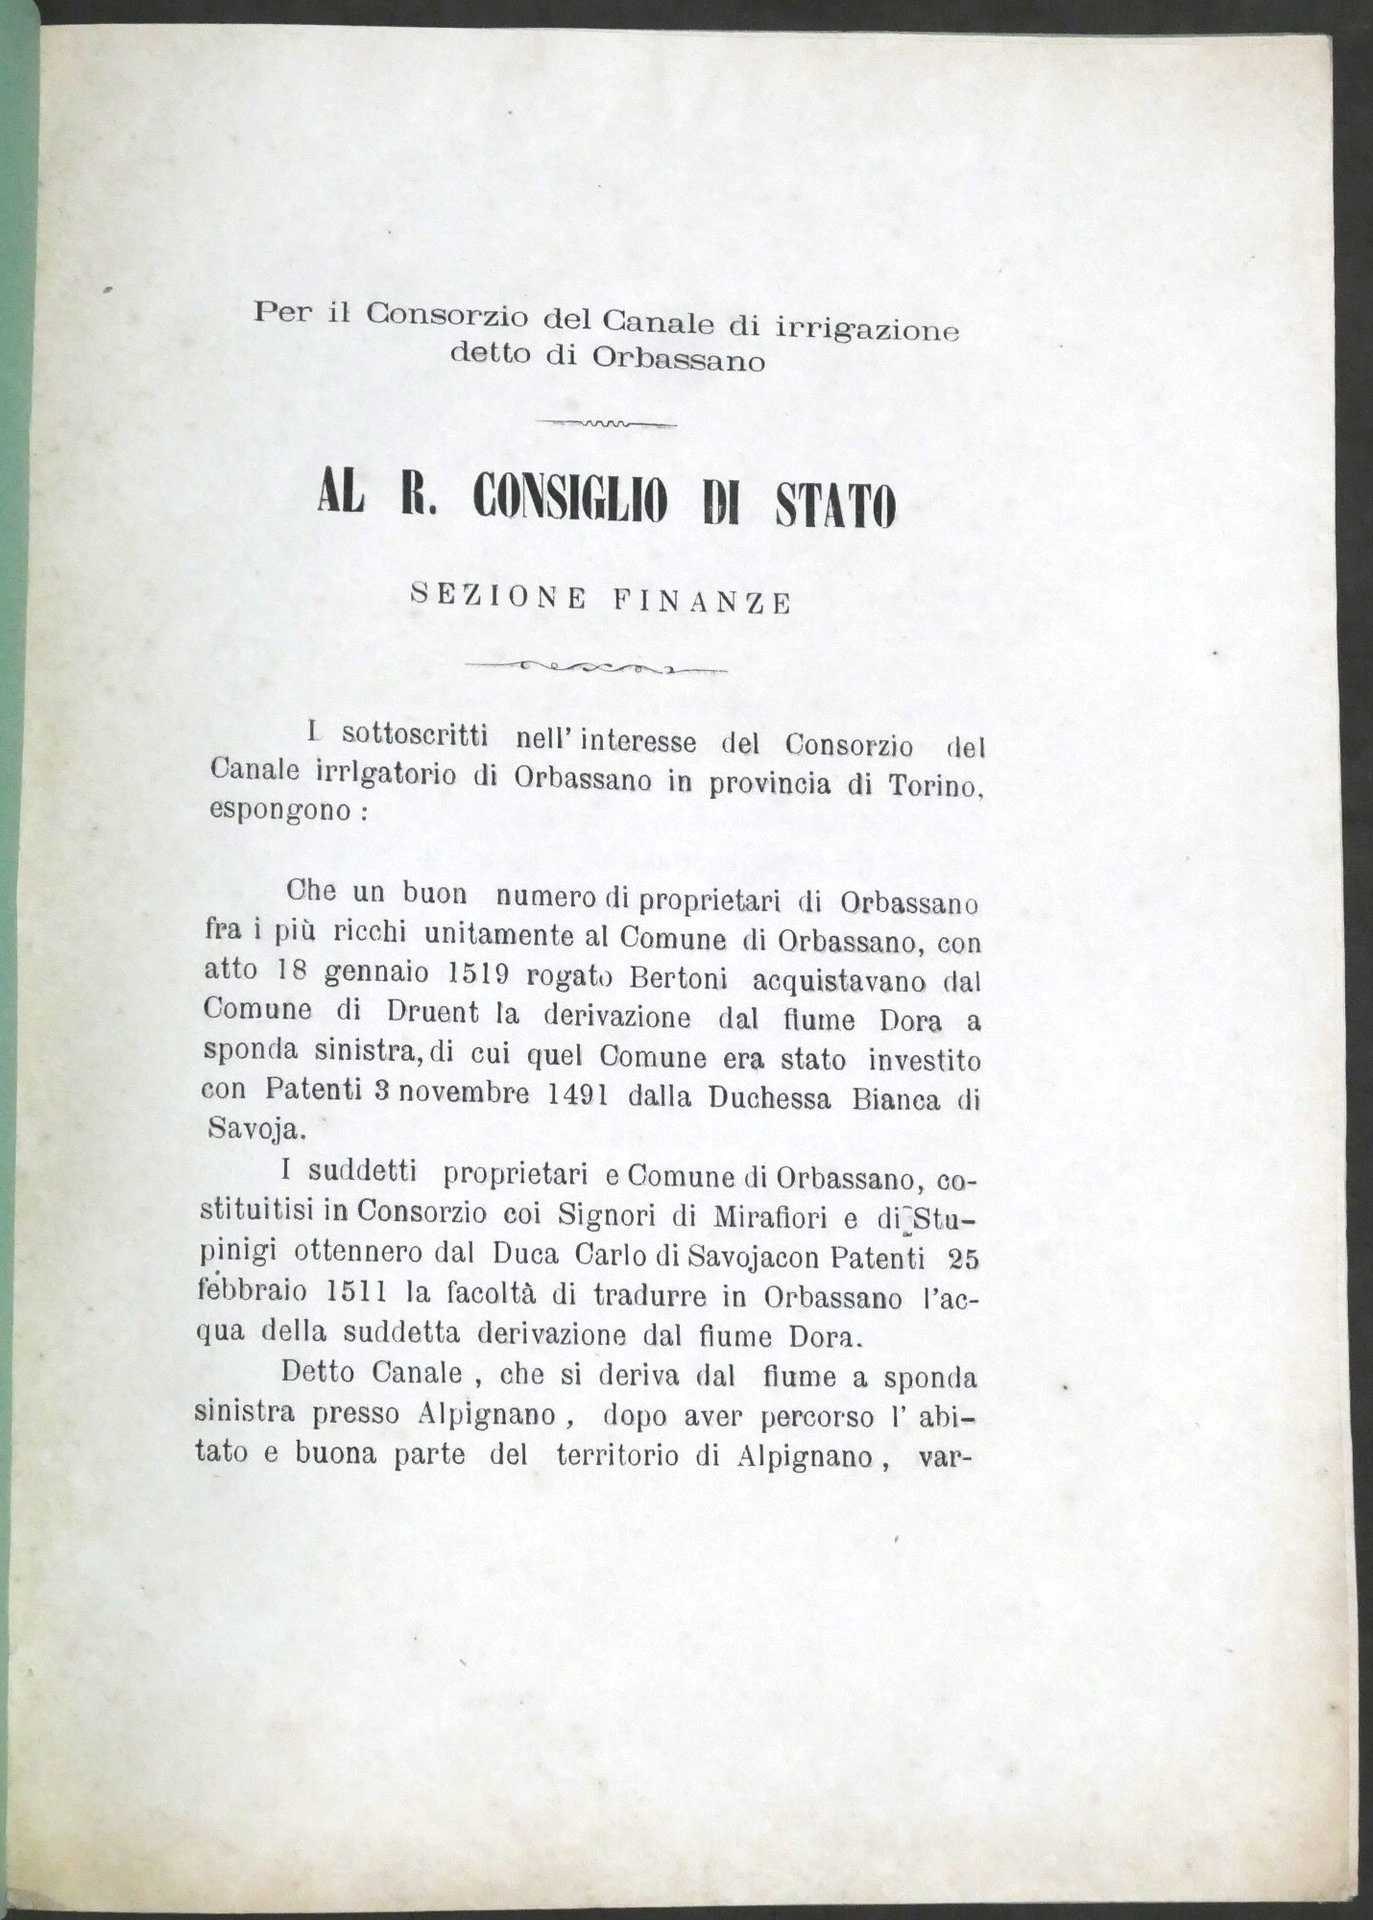 Per il Consorzio del Canale di irrigazione
detto di Orbassano
AL R. CONSIGLIO DI STATO
SEZIONE FINANZE
I sottoscritti nell' interesse del Consorzio del
Canale irrlgatorio di Orbassano in provincia di Torino,
espongono :
Che un buon numero di proprietari di Orbassano
fra i più ricchi unitamente al Comune di Orbassano, con
atto 18 gennaio 1519 rogato Bertoni acquistavano dal
Comune di Druent la derivazione dal fiume Dora a
sponda sinistra, di cui quel Comune era stato investito
con Patenti 3 novembre 1491 dalla Duchessa Bianca di
Savoja.
I suddetti proprietari e Comune di Orbassano, co-
stituitisi in Consorzio coi Signori di Mirafiori e di Stu-
pinigi ottennero dal Duca Carlo di Savojacon Patenti 25
febbraio 1511 la facoltà di tradurre in Orbassano l'ac-
qua della suddetta derivazione dal fiume Dora.
Detto Canale , che si deriva dal fiume a sponda
sinistra presso Alpignano , dopo aver percorso l' abi-
tato e buona parte del territorio di Alpignano , var-